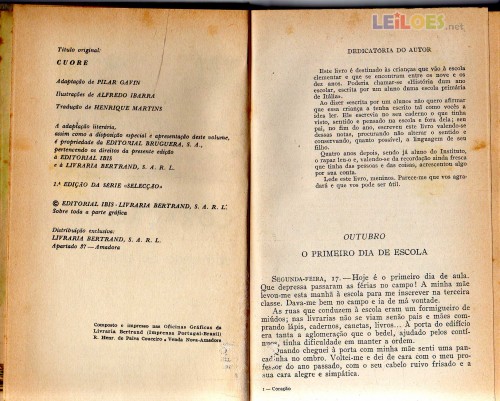 Título original:
CUORE
Adaptação de PILAR GAVIN
Ilustrações de ALFREDO IBARRA
Tradução de HENRIQUE MARTINS
A adaptação literária,
assim como a disposição especial e apresentação deste volume,
é propriedade da EDITORIAL BRUGUERA, S. A.,
pertencendo os direitos da presente edição
à EDITORIAL IBIS
e à LIVRARIA BERTRAND, S. A. R. L.
1.ª EDIÇÃO DA SÉRIE «SELECÇÃO»
© EDITORIAL IBIS - LIVRARIA BERTRAND, S. A. R. L.
Sobre toda a parte gráfica
Distribuição exclusiva:
LIVRARIA BERTRAND, S. A. R. L.
Apartado 37 — Amadora
Composto e impresso nas Oficinas Gráficas da
Livraria Bertrand (Imprensa Portugal-Brasil)
R. Henr. de Paiva Couceiro • Venda Nova-Amadora
LEiLOES.net
DEDICATÓRIA DO AUTOR
Este livro é destinado às crianças que vão à escola
elementar e que se encontrem entre os nove e os
dez anos. Poderia chamar-se «História dum ano
escolar, escrita por um aluno duma escola primária
de Itália».
Ao dizer escrita por um aluno não quero afirmar
que essa criança a tenha escrito tal como vocês a
idea ler. Ele escrevia no seu caderno o que tinha
visto, sentido e pensado na escola e fora dela; seu
pai, no fim do ano, escreveu este livro valendo-se
dessas notas, procurando não alterar o sentido e
conservando, quanto possível, a linguagem de seu
filho.
Quatro anos depois, sendo já aluno do Instituto,
o rapaz leu-o e, valendo-se da recordação ainda fresca
que tinha das pessoas e das coisas, acrescentou algo
por sua conta.
Lede este livro, meninos. Parece-me que vos agra-
dará e que vos pode ser útil.
OUTUBRO
O PRIMEIRO DIA DE ESCOLA
SEGUNDA-FEIRA, 17. — Hoje é o primeiro dia de aula.
Que depressa passaram as férias no campo! A minha mãe
levou-me esta manhã à escola para me inscrever na terceira
classe. Dava-me bem no campo e ia de má vontade.
As ruas que conduzem à escola eram um formigueiro de
miúdos; nas livrarias não se viam senão pais e mães com-
prando lápis, cadernos, canetas, livros... À porta do edifício
era tanta a aglomeração que o bedel, ajudado pelos contí-
nuos, tinha dificuldade em manter a ordem.
Quando cheguei à porta com minha mãe senti uma pan-
cadinha no ombro. Voltei-me e dei de cara com o meu pro-
fessor do ano passado, com o seu cabelo ruivo frisado e a
sua cara alegre e simpática.
1 — Coração